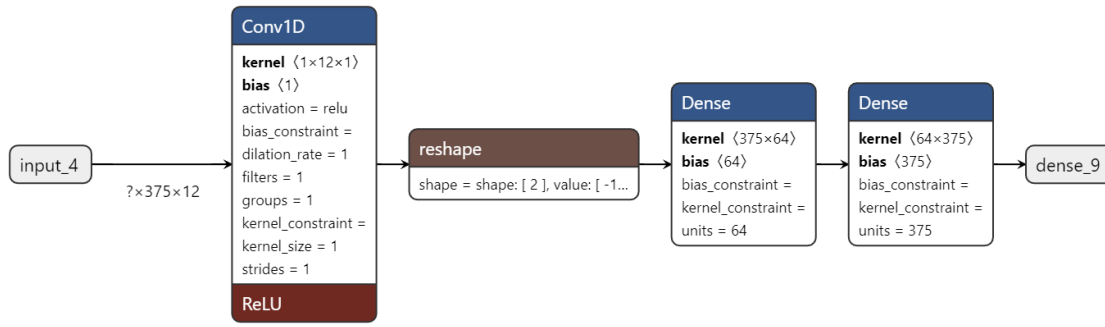 input_4
?×375×12
Conv1D
kernel ⟨1×12×1⟩
bias ⟨1⟩
activation = relu
bias_constraint =
dilation_rate = 1
filters = 1
groups = 1
kernel_constraint =
kernel_size = 1
strides = 1
ReLU
reshape
shape = shape: [ 2 ], value: [ -1...
Dense
kernel ⟨375×64⟩
bias ⟨64⟩
bias_constraint =
kernel_constraint =
units = 64
Dense
kernel ⟨64×375⟩
bias ⟨375⟩
bias_constraint =
kernel_constraint =
units = 375
dense_9